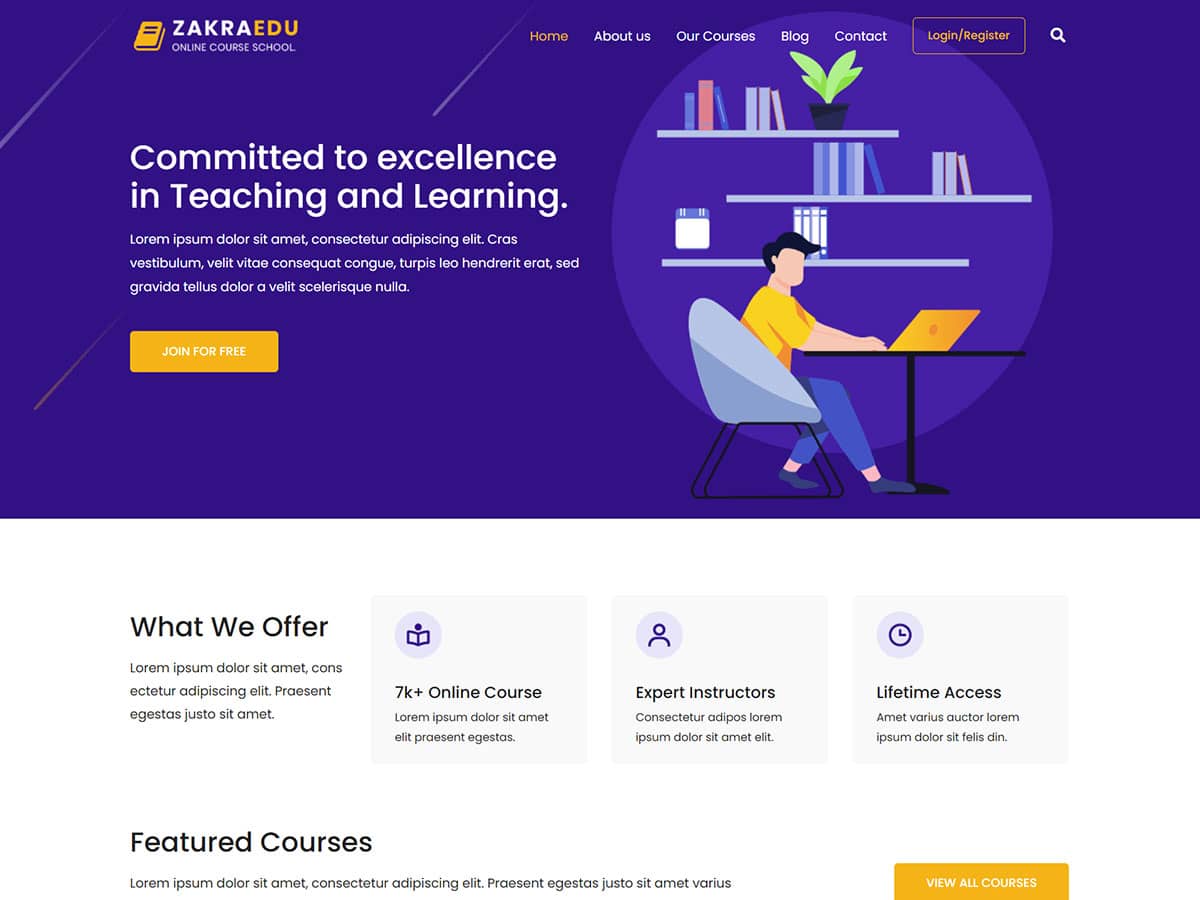 ZAKRAEDU
ONLINE COURSE SCHOOL
Home About us Our Courses Blog Contact Login/Register
Committed to excellence
in Teaching and Learning.
Lorem ipsum dolor sit amet, consectetur adipiscing elit. Cras
vestibulum, velit vitae consequat congue, turpis leo hendrerit erat, sed
gravida tellus dolor a velit scelerisque nulla.
JOIN FOR FREE
What We Offer
Lorem ipsum dolor sit amet, cons
ectetur adipiscing elit. Praesent
egestas justo sit amet.
7k+ Online Course
Lorem ipsum dolor sit amet
elit praesent egestas.
Expert Instructors
Consectetur adipos lorem
ipsum dolor sit amet elit.
Lifetime Access
Amet varius auctor lorem
ipsum dolor sit felis din.
Featured Courses
Lorem ipsum dolor sit amet, consectetur adipiscing elit. Praesent egestas justo sit amet varius
VIEW ALL COURSES